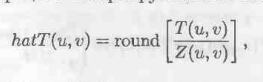 hatT(u, v) = round [ T(u, v) / Z(u, v) ],